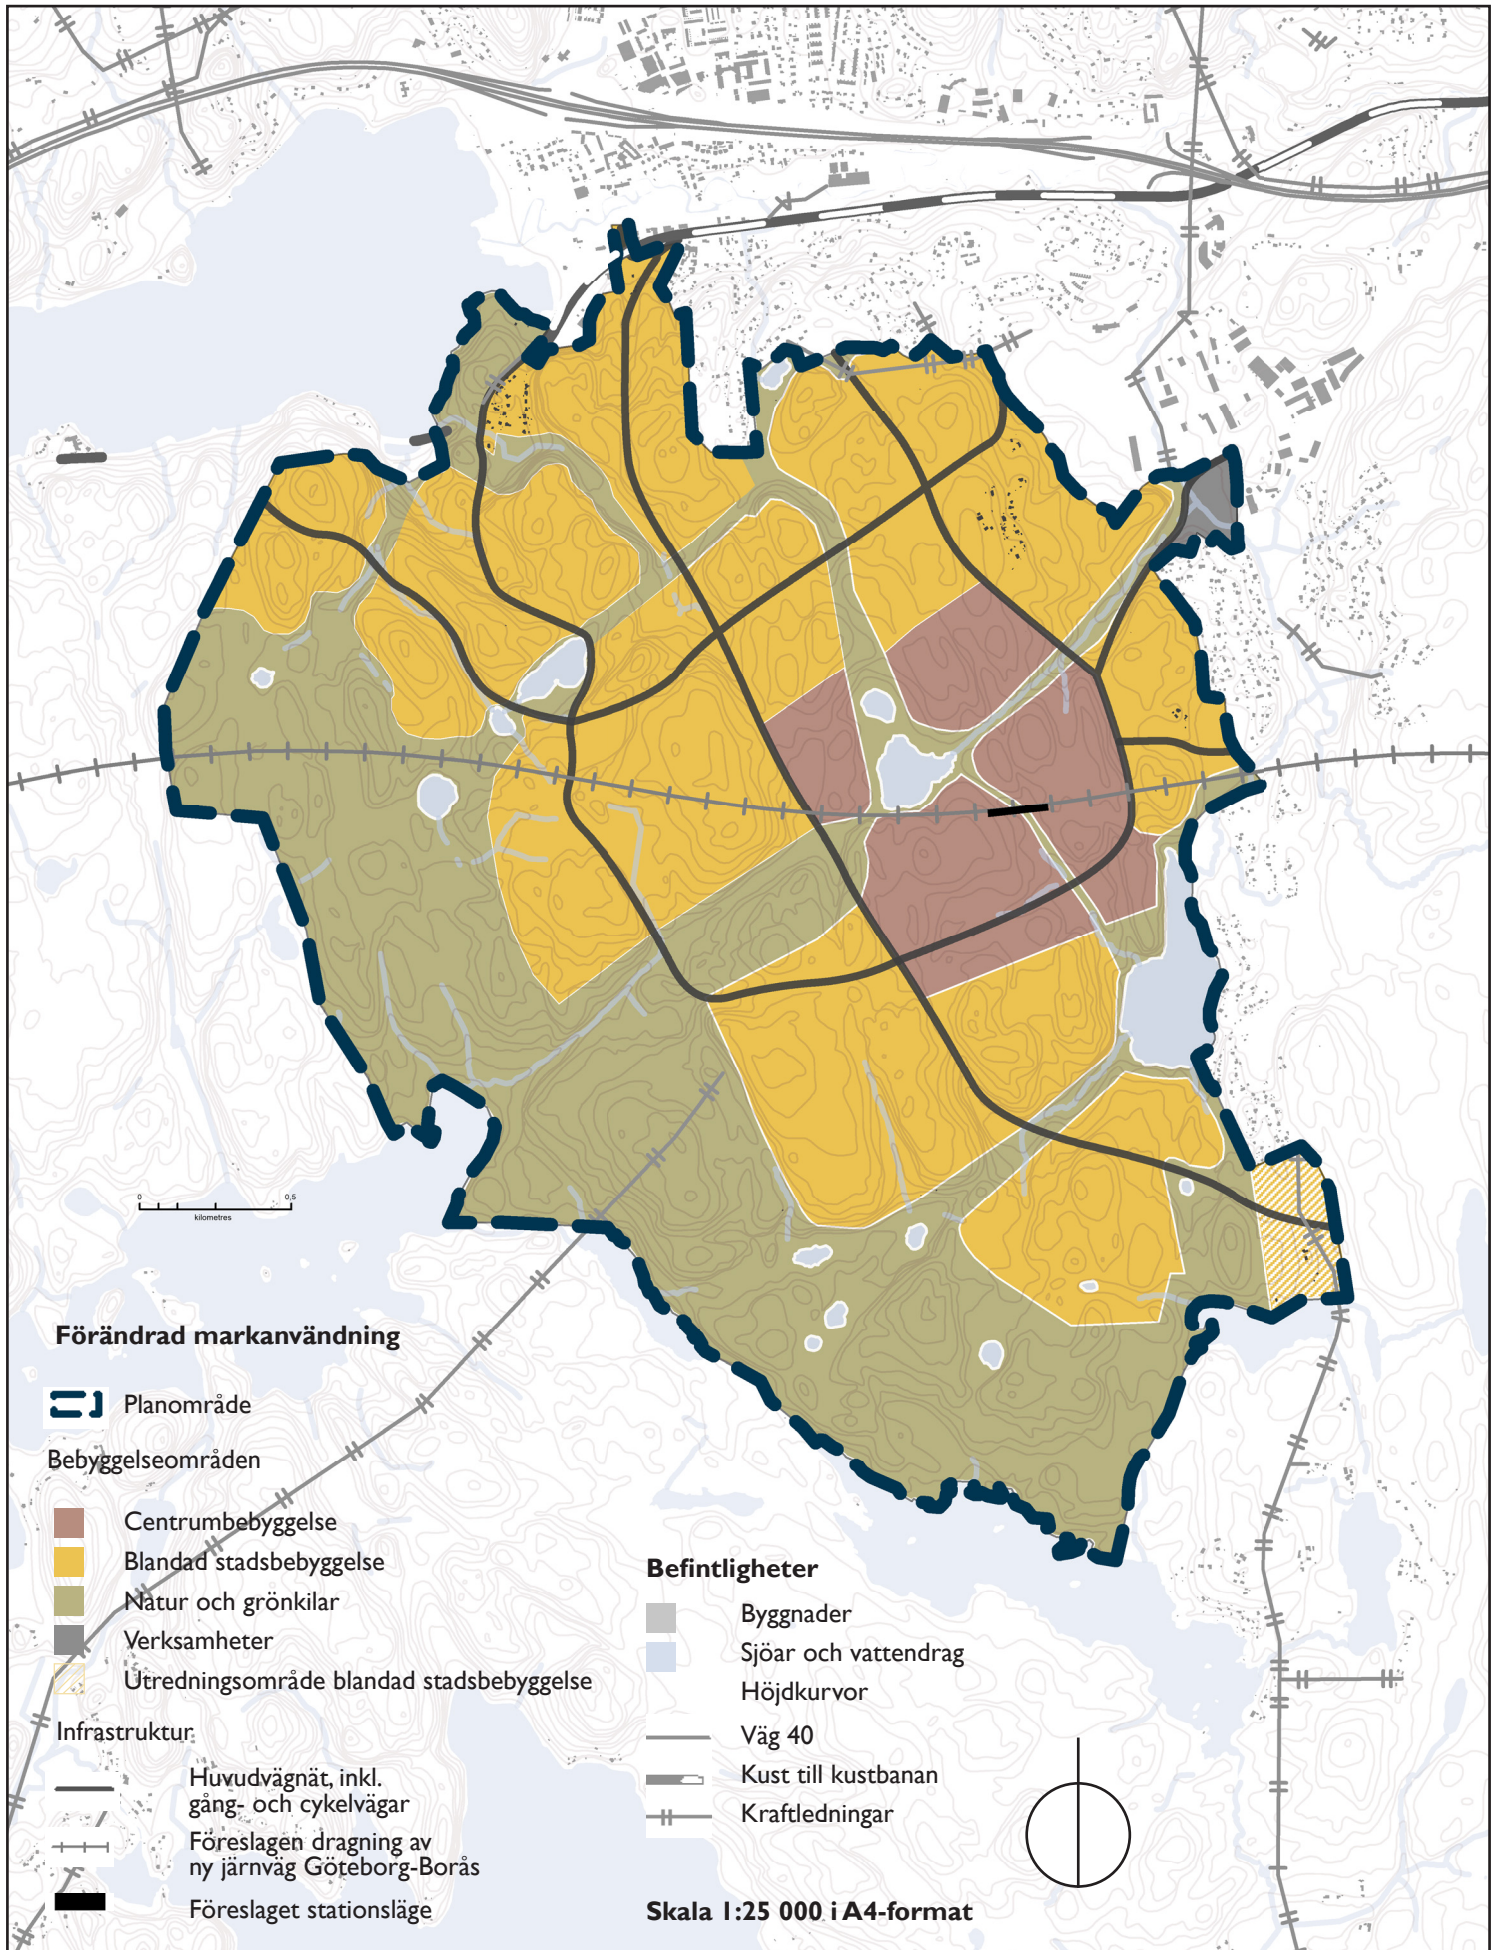 0
0,5
kilometres
Förändrad markanvändning
Planområde
Bebyggelseområden
Centrumbebyggelse
Blandad stadsbebyggelse
Natur och grönkilar
Verksamheter
Utredningsområde blandad stadsbebyggelse
Infrastruktur
Huvudvägnät, inkl.
gång- och cykelvägar
Föreslagen dragning av
ny järnväg Göteborg-Borås
Föreslaget stationsläge
Befintligheter
Byggnader
Sjöar och vattendrag
Höjdkurvor
Väg 40
Kust till kustbanan
Kraftledningar
Skala 1:25 000 i A4-format